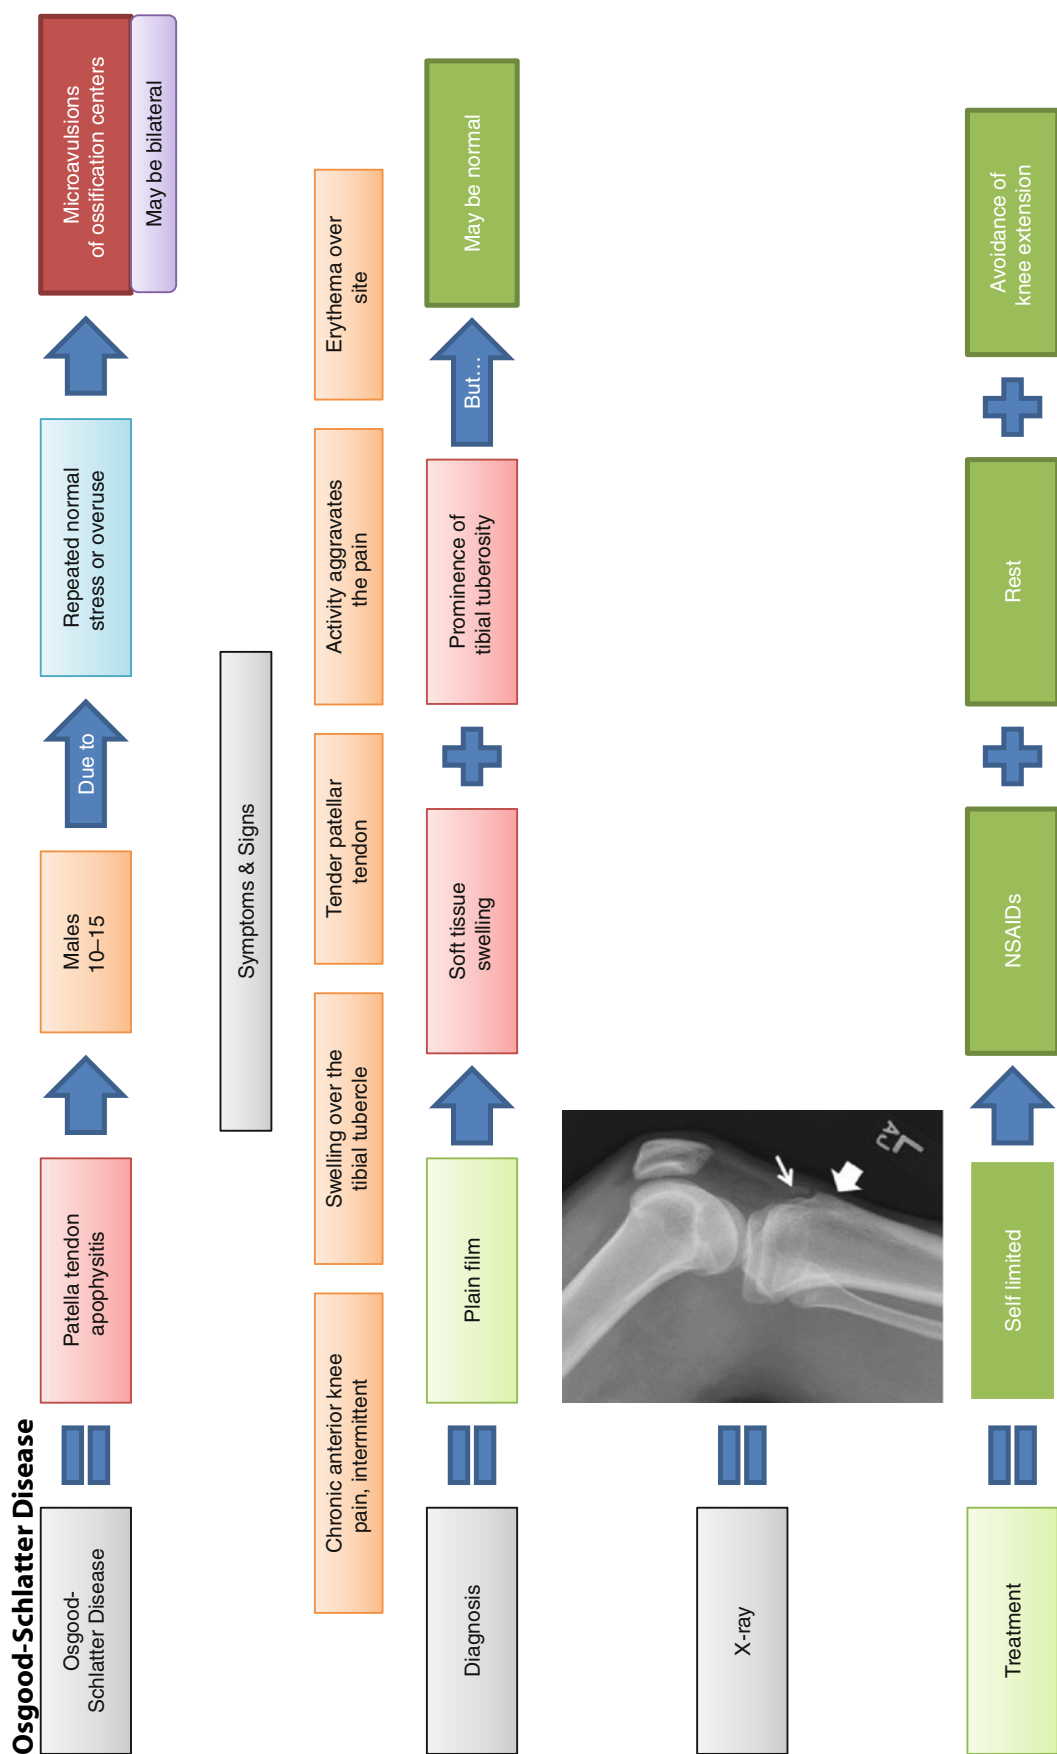 Osgood-Schlatter Disease
Osgood-
Schlatter Disease
Patella tendon
apophysitis
Males
10–15
Due to
Repeated normal
stress or overuse
Microavulsions
of ossification centers
May be bilateral
Symptoms & Signs
Chronic anterior knee
pain, intermittent
Swelling over the
tibial tubercle
Tender patellar
tendon
Activity aggravates
the pain
Erythema over
site
Diagnosis
Plain film
Soft tissue
swelling
Prominence of
tibial tuberosity
But...
May be normal
X-ray
L
AJ
Treatment
Self limited
NSAIDs
Rest
Avoidance of
knee extension